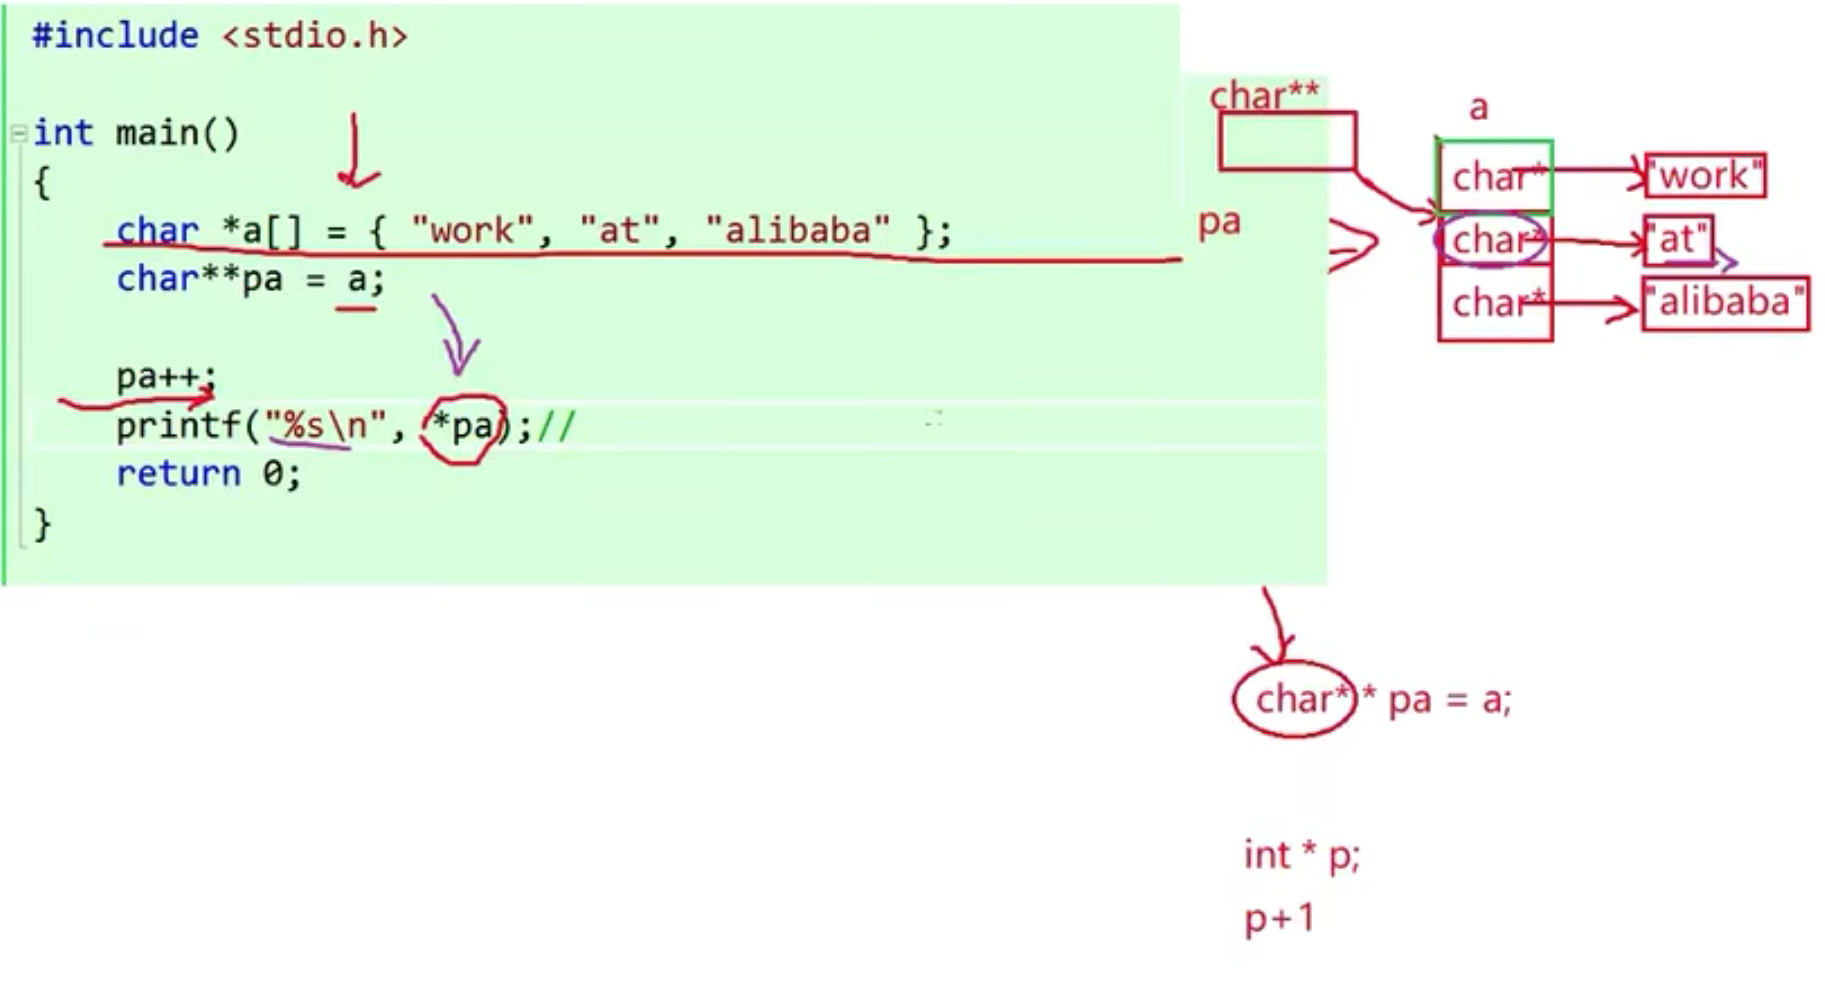 #include <stdio.h>
int main()
{
char *a[] = { "work", "at", "alibaba" };
char**pa = a;
pa++;
printf("%s\n", *pa);//
return 0;
}
char**
pa
a
char* "work"
char* "at"
char* "alibaba"
char* * pa = a;
int * p;
p+1